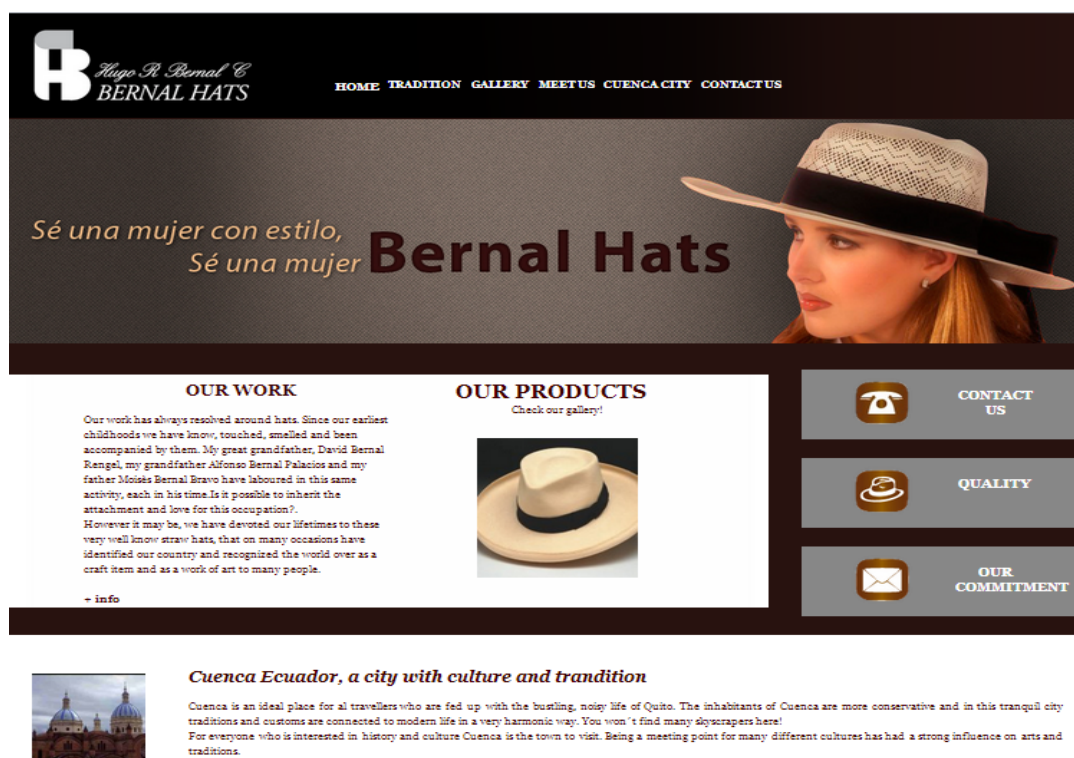 Hugo R Bernal C
BERNAL HATS
HOME TRADITION GALLERY MEET US CUENCA CITY CONTACT US
Sé una mujer con estilo,
Sé una mujer Bernal Hats
OUR WORK
Our work has always resolved around hats. Since our earliest
childhoods we have know, touched, smelled and been
accompanied by them. My great grandfather, David Bernal
Rengel, my grandfather Alfonso Bernal Palacios and my
father Moisès Bernal Bravo have laboured in this same
activity, each in his time.Is it possible to inherit the
attachment and love for this occupation?.
However it may be, we have devoted our lifetimes to these
very well know straw hats, that on many occasions have
identified our country and recognized the world over as a
craft item and as a work of art to many people.
+ info
OUR PRODUCTS
Check our gallery!
CONTACT
US
QUALITY
OUR
COMMITMENT
Cuenca Ecuador, a city with culture and trandition
Cuenca is an ideal place for al travellers who are fed up with the bustling, noisy life of Quito. The inhabitants of Cuenca are more conservative and in this tranquil city
traditions and customs are connected to modern life in a very harmonic way. You won´t find many skyscrapers here!
For everyone who is interested in history and culture Cuenca is the town to visit. Being a meeting point for many different cultures has had a strong influence on arts and
traditions.